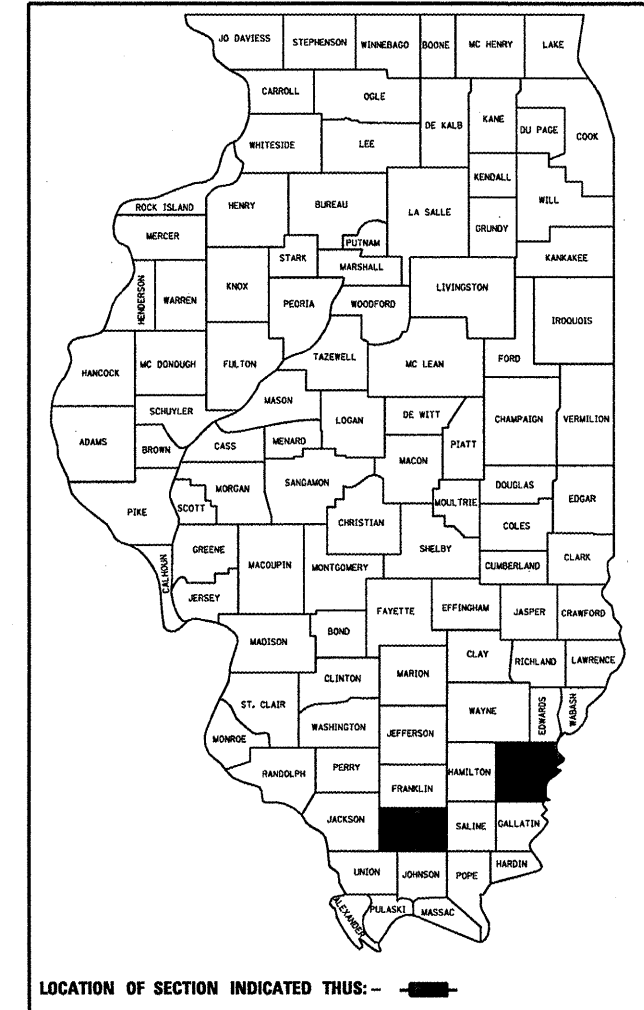 JO DAVIESS STEPHENSON WINNEBAGO BOONE MC HENRY LAKE
CARROLL OGLE DE KALB KANE DU PAGE COOK
WHITESIDE LEE
KENDALL
ROCK ISLAND HENRY BUREAU LA SALLE WILL
MERCER PUTNAM GRUNDY
STARK MARSHALL KANKAKEE
HENDERSON WARREN KNOX PEORIA WOODFORD LIVINGSTON IROQUOIS
HANCOCK MC DONOUGH FULTON TAZEWELL MC LEAN FORD
MASON
SCHUYLER LOGAN DE WITT CHAMPAIGN VERMILION
ADAMS BROWN CASS MENARD MACON PIATT
PIKE SCOTT MORGAN SANGAMON MOULTRIE DOUGLAS EDGAR
CHRISTIAN COLES
CALHOUN GREENE MACOUPIN MONTGOMERY SHELBY CUMBERLAND CLARK
JERSEY FAYETTE EFFINGHAM JASPER CRAWFORD
MADISON BOND
CLAY RICHLAND LAWRENCE
CLINTON MARION
ST. CLAIR WAYNE EDWARDS WABASH
WASHINGTON JEFFERSON
MONROE
RANDOLPH PERRY HAMILTON
FRANKLIN
JACKSON SALINE GALLATIN
UNION JOHNSON POPE HARDIN
ALEXANDER PULASKI MASSAC
LOCATION OF SECTION INDICATED THUS: –